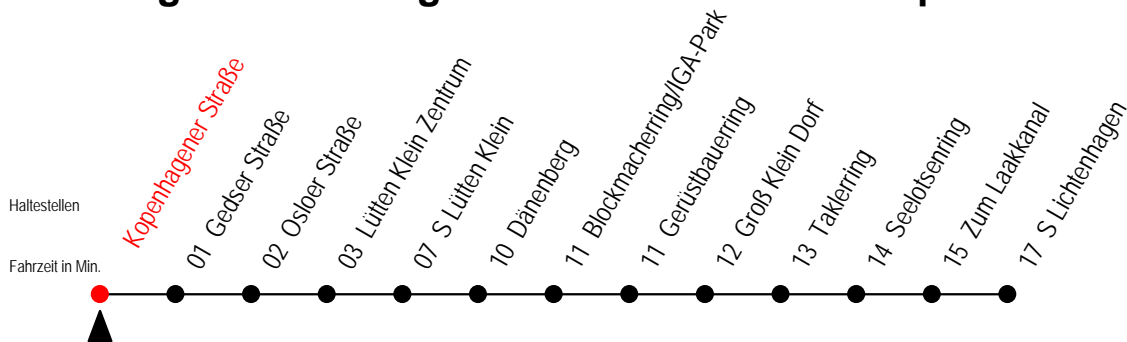 Kopenhagener Straße
01 Gedser Straße
02 Osloer Straße
03 Lütten Klein Zentrum
07 S Lütten Klein
10 Dänenberg
11 Blockmacherring/IGA-Park
11 Gerüstbauerring
12 Groß Klein Dorf
13 Taklerring
14 Seelotsenring
15 Zum Laakkanal
17 S Lichtenhagen
Haltestellen
Fahrzeit in Min.